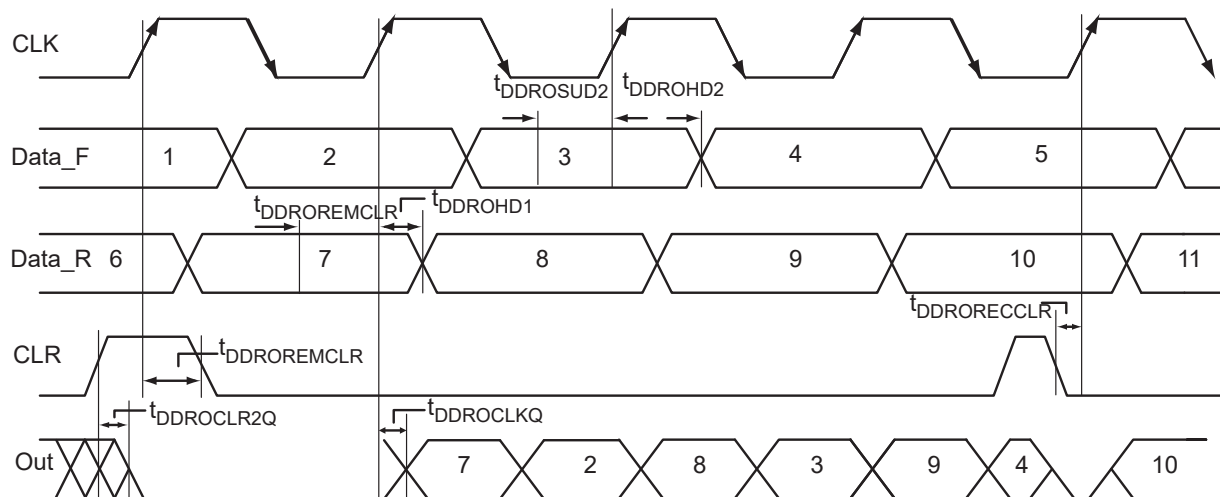 CLK
tDDROSUD2 tDDROHD2
Data_F 1 2 3 4 5
tDDROREMCLR tDDROHD1
Data_R 6 7 8 9 10 11
tDDRORECCLR
CLR tDDROREMCLR
tDDROCLR2Q tDDROCLKQ
Out 7 2 8 3 9 4 10